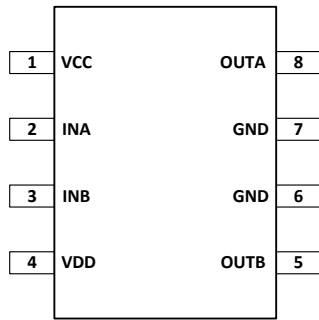 1 VCC OUTA 8
2 INA GND 7
3 INB GND 6
4 VDD OUTB 5